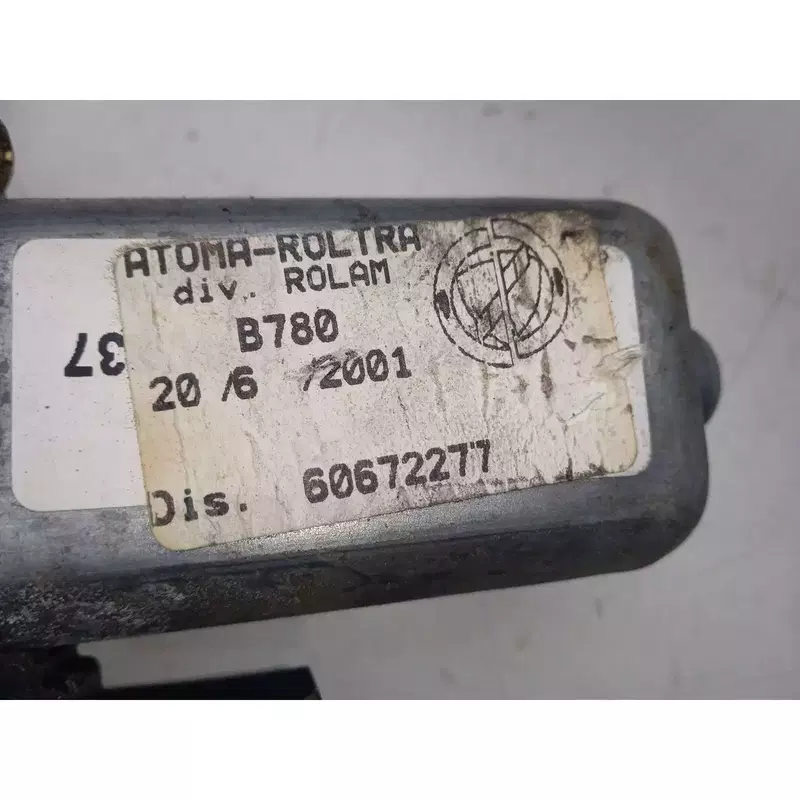 ATOMA-ROLTRA
div. ROLAM
B780
20 /6 /2001
Dis. 60672277
37